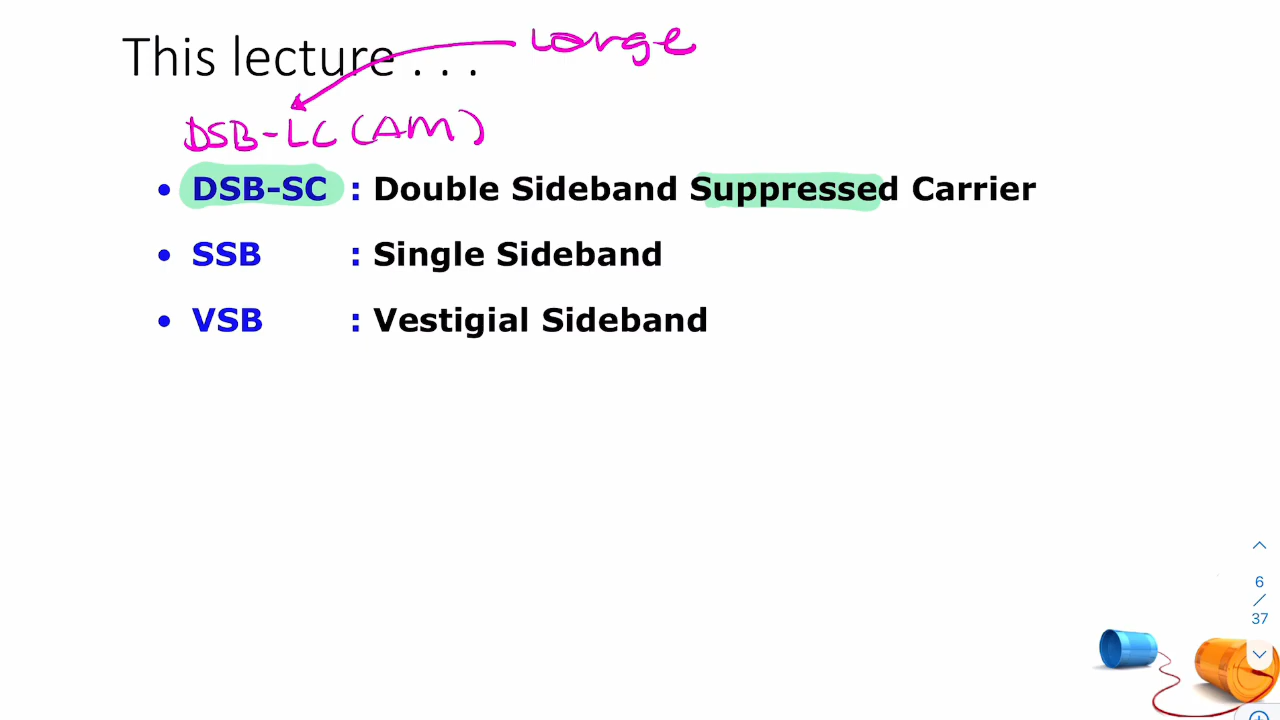 This lecture . . .
Large
DSB-LC (AM)
• DSB-SC : Double Sideband Suppressed Carrier
• SSB : Single Sideband
• VSB : Vestigial Sideband
6
/
37